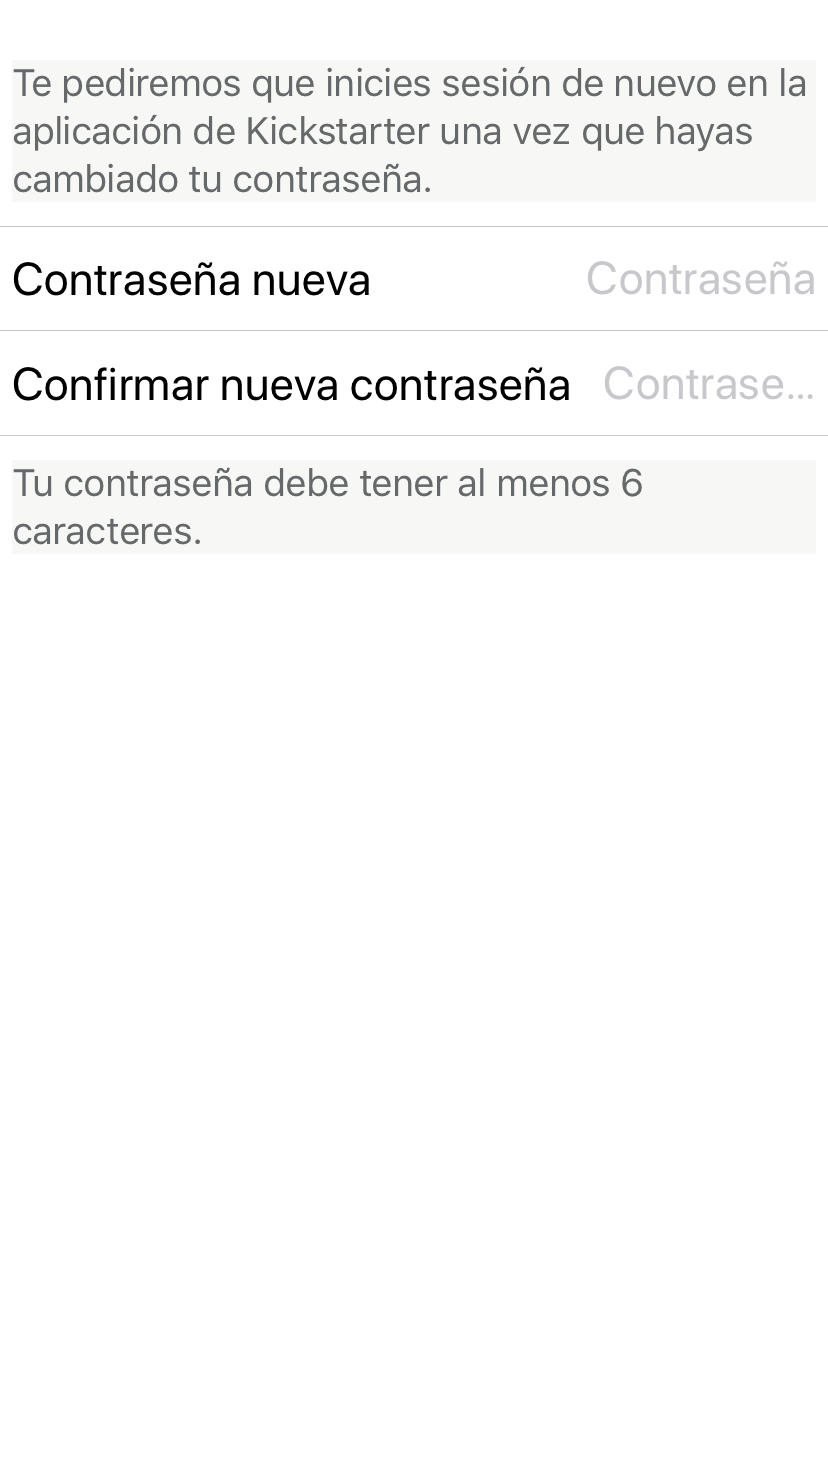 Te pediremos que inicies sesión de nuevo en la
aplicación de Kickstarter una vez que hayas
cambiado tu contraseña.
Contraseña nueva Contraseña
Confirmar nueva contraseña Contrase...
Tu contraseña debe tener al menos 6
caracteres.